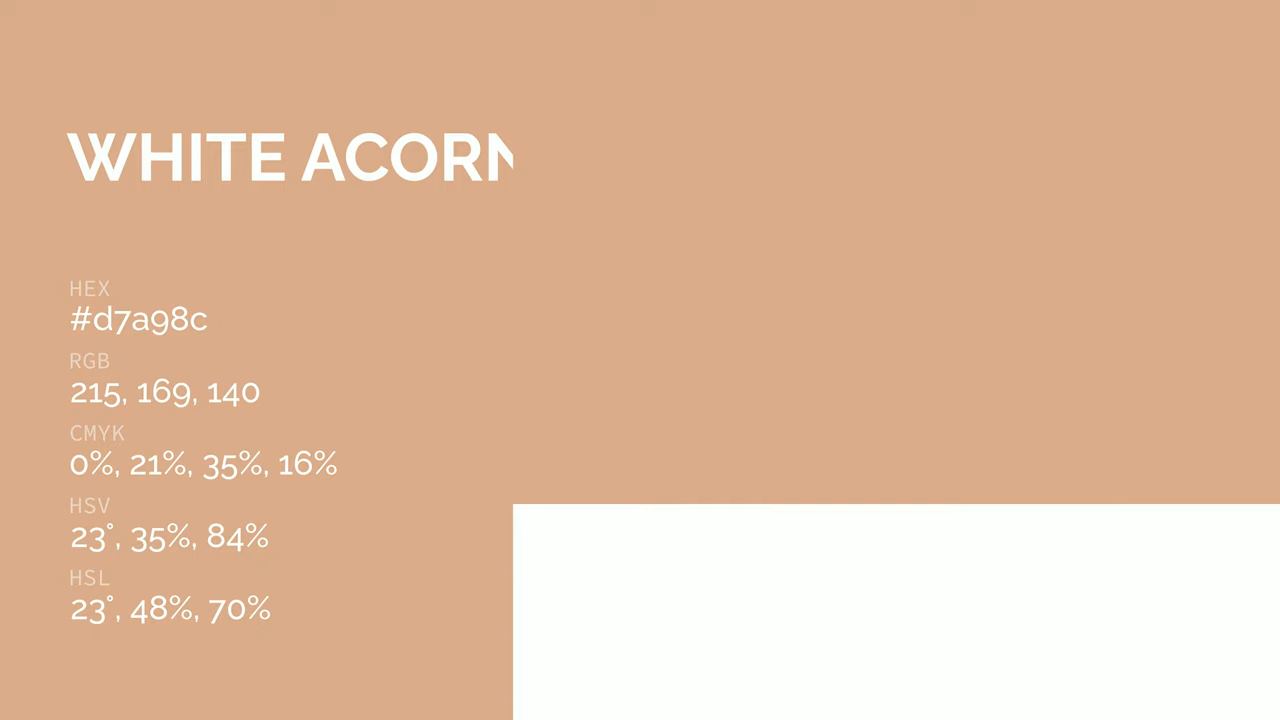 WHITE ACORN
HEX
#d7a98c
RGB
215, 169, 140
CMYK
0%, 21%, 35%, 16%
HSV
23°, 35%, 84%
HSL
23°, 48%, 70%